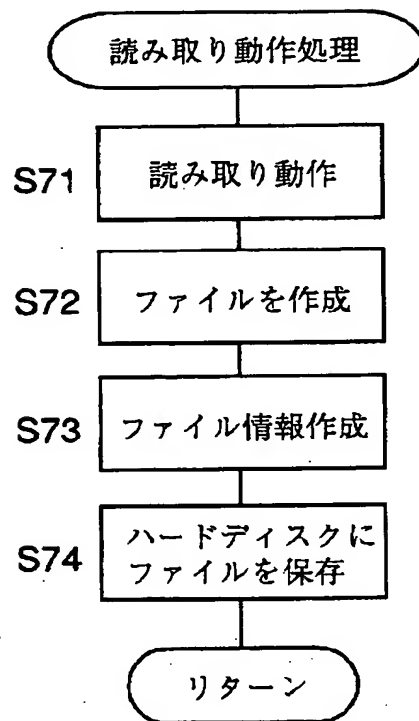 読み取り動作処理
S71 読み取り動作
S72 ファイルを作成
S73 ファイル情報作成
S74 ハードディスクに
ファイルを保存
リターン